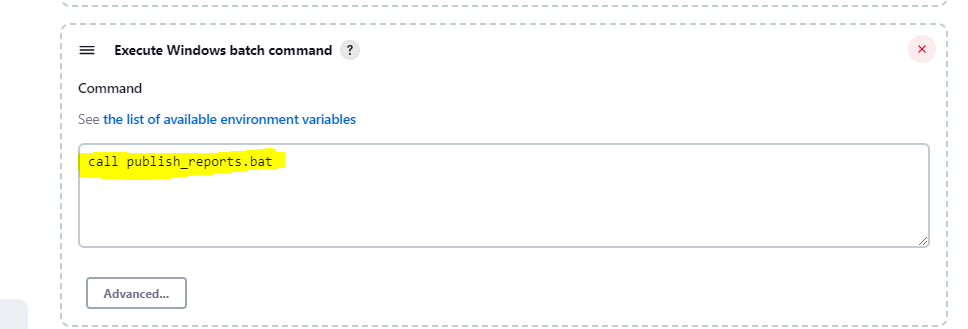 Execute Windows batch command ?
Command
See the list of available environment variables
call publish_reports.bat
Advanced...